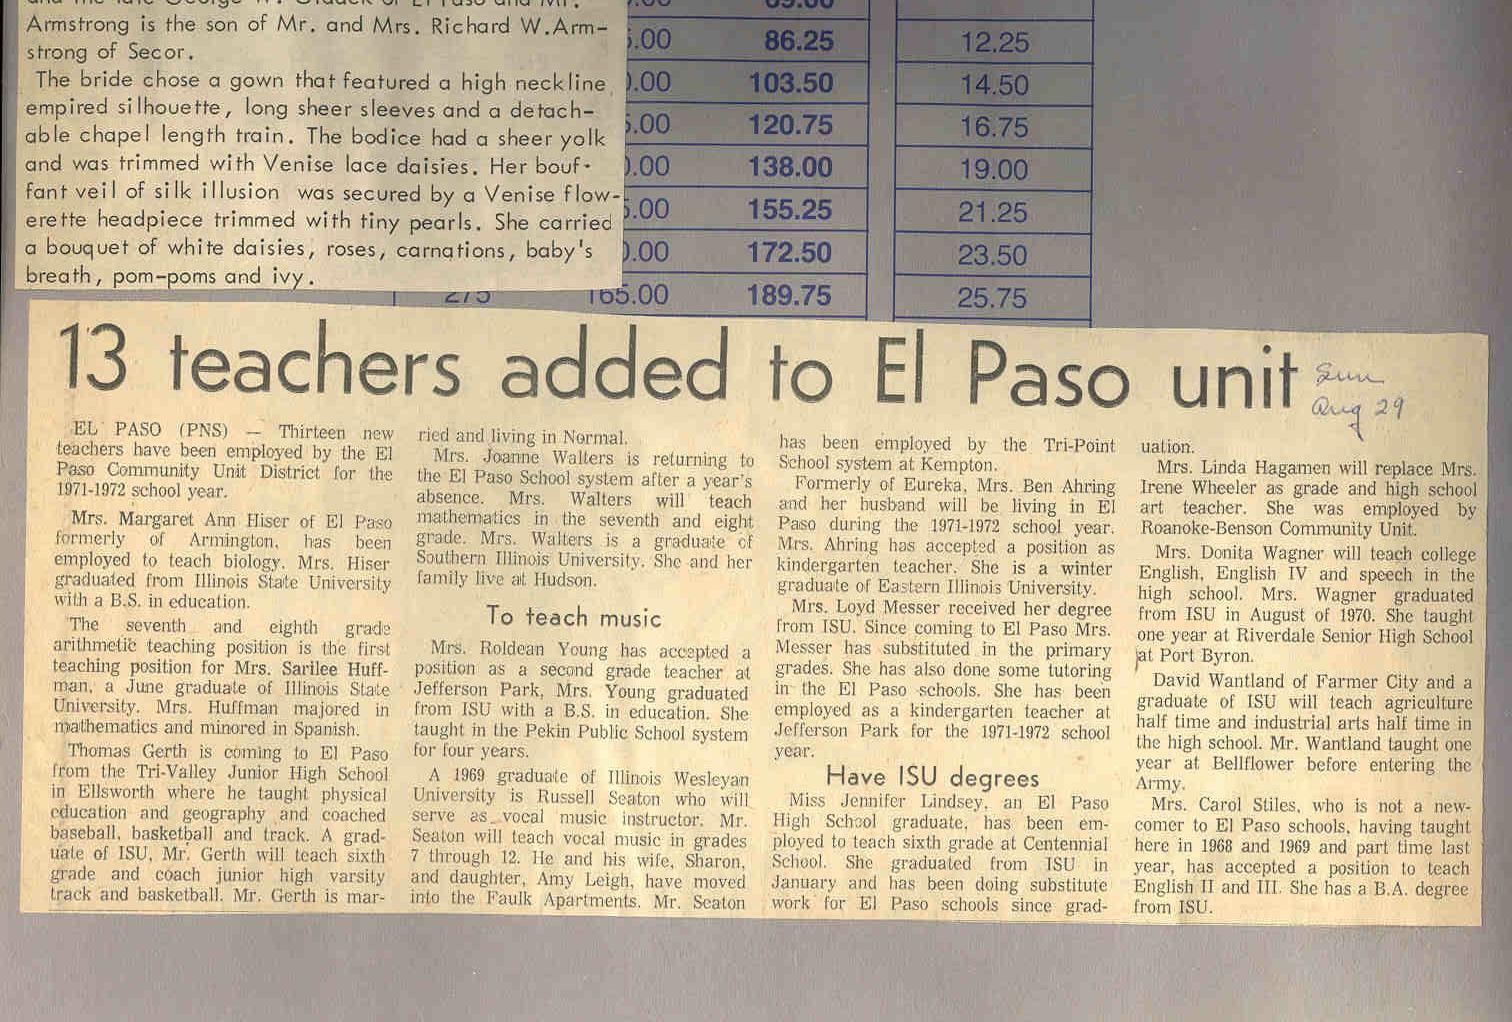 Armstrong is the son of Mr. and Mrs. Richard W.Arm-
strong of Secor.
The bride chose a gown that featured a high neckline
empired silhouette, long sheer sleeves and a detach-
able chapel length train. The bodice had a sheer yolk
and was trimmed with Venise lace daisies. Her bouf-
fant veil of silk illusion was secured by a Venise flow-
erette headpiece trimmed with tiny pearls. She carried
a bouquet of white daisies, roses, carnations, baby's
breath, pom-poms and ivy.
86.25 12.25
103.50 14.50
120.75 16.75
138.00 19.00
155.25 21.25
172.50 23.50
275 165.00 189.75 25.75
13 teachers added to El Paso unit
Sun
Aug 29
EL PASO (PNS) — Thirteen new
teachers have been employed by the El
Paso Community Unit District for the
1971-1972 school year.
Mrs. Margaret Ann Hiser of El Paso
formerly of Armington, has been
employed to teach biology. Mrs. Hiser
graduated from Illinois State University
with a B.S. in education.
The seventh and eighth grade
arithmetic teaching position is the first
teaching position for Mrs. Sarilee Huff-
man, a June graduate of Illinois State
University. Mrs. Huffman majored in
mathematics and minored in Spanish.
Thomas Gerth is coming to El Paso
from the Tri-Valley Junior High School
in Ellsworth where he taught physical
education and geography and coached
baseball, basketball and track. A grad-
uate of ISU, Mr. Gerth will teach sixth
grade and coach junior high varsity
track and basketball. Mr. Gerth is mar-
ried and living in Normal.
Mrs. Joanne Walters is returning to
the El Paso School system after a year's
absence. Mrs. Walters will teach
mathematics in the seventh and eight
grade. Mrs. Walters is a graduate of
Southern Illinois University. She and her
family live at Hudson.
To teach music
Mrs. Roldean Young has accepted a
position as a second grade teacher at
Jefferson Park, Mrs. Young graduated
from ISU with a B.S. in education. She
taught in the Pekin Public School system
for four years.
A 1969 graduate of Illinois Wesleyan
University is Russell Seaton who will
serve as vocal music instructor. Mr.
Seaton will teach vocal music in grades
7 through 12. He and his wife, Sharon,
and daughter, Amy Leigh, have moved
into the Faulk Apartments. Mr. Seaton
has been employed by the Tri-Point
School system at Kempton.
Formerly of Eureka, Mrs. Ben Ahring
and her husband will be living in El
Paso during the 1971-1972 school year.
Mrs. Ahring has accepted a position as
kindergarten teacher. She is a winter
graduate of Eastern Illinois University.
Mrs. Loyd Messer received her degree
from ISU. Since coming to El Paso Mrs.
Messer has substituted in the primary
grades. She has also done some tutoring
in the El Paso schools. She has been
employed as a kindergarten teacher at
Jefferson Park for the 1971-1972 school
year.
Have ISU degrees
Miss Jennifer Lindsey, an El Paso
High School graduate, has been em-
ployed to teach sixth grade at Centennial
School. She graduated from ISU in
January and has been doing substitute
work for El Paso schools since grad-
uation.
Mrs. Linda Hagamen will replace Mrs.
Irene Wheeler as grade and high school
art teacher. She was employed by
Roanoke-Benson Community Unit.
Mrs. Donita Wagner will teach college
English, English IV and speech in the
high school. Mrs. Wagner graduated
from ISU in August of 1970. She taught
one year at Riverdale Senior High School
at Port Byron.
David Wantland of Farmer City and a
graduate of ISU will teach agriculture
half time and industrial arts half time in
the high school. Mr. Wantland taught one
year at Bellflower before entering the
Army.
Mrs. Carol Stiles, who is not a new-
comer to El Paso schools, having taught
here in 1968 and 1969 and part time last
year, has accepted a position to teach
English II and III. She has a B.A. degree
from ISU.